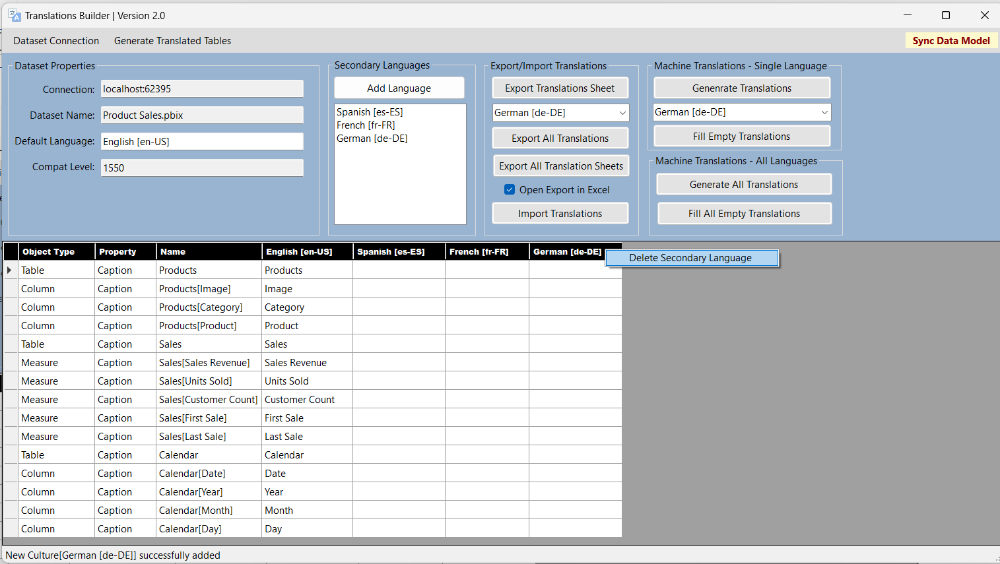 Translations Builder | Version 2.0
Dataset Connection Generate Translated Tables Sync Data Model
Dataset Properties
Connection: localhost:62395
Dataset Name: Product Sales.pbix
Default Language: English [en-US]
Compat Level: 1550
Secondary Languages
Add Language
Spanish [es-ES]
French [fr-FR]
German [de-DE]
Export/Import Translations
Export Translations Sheet
German [de-DE]
Export All Translations
Export All Translation Sheets
Open Export in Excel
Import Translations
Machine Translations - Single Language
Genenrate Translations
German [de-DE]
Fill Empty Translations
Machine Translations - All Languages
Generate All Translations
Fill All Empty Translations
Object Type Property Name English [en-US] Spanish [es-ES] French [fr-FR] German [de-DE]
Delete Secondary Language
Table Caption Products Products
Column Caption Products[Image] Image
Column Caption Products[Category] Category
Column Caption Products[Product] Product
Table Caption Sales Sales
Measure Caption Sales[Sales Revenue] Sales Revenue
Measure Caption Sales[Units Sold] Units Sold
Measure Caption Sales[Customer Count] Customer Count
Measure Caption Sales[First Sale] First Sale
Measure Caption Sales[Last Sale] Last Sale
Table Caption Calendar Calendar
Column Caption Calendar[Date] Date
Column Caption Calendar[Year] Year
Column Caption Calendar[Month] Month
Column Caption Calendar[Day] Day
New Culture[German [de-DE]] successfully added